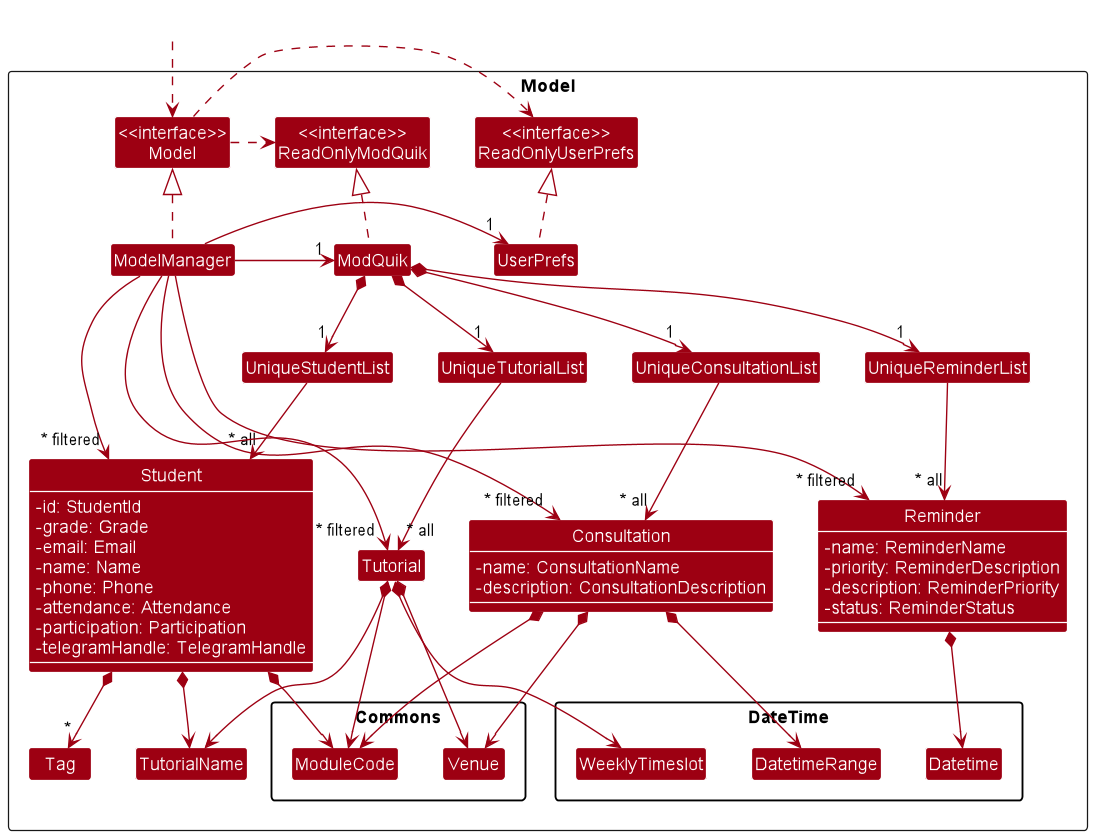 Model
<<interface>>
Model
<<interface>>
ReadOnlyModQuik
<<interface>>
ReadOnlyUserPrefs
1
1
ModelManager
ModQuik
UserPrefs
1
1
1
1
UniqueStudentList
UniqueTutorialList
UniqueConsultationList
UniqueReminderList
* filtered
* all
Student
-id: StudentId
-grade: Grade
-email: Email
-name: Name
-phone: Phone
-attendance: Attendance
-participation: Participation
-telegramHandle: TelegramHandle
* filtered
* all
Tutorial
* filtered
* all
Consultation
-name: ConsultationName
-description: ConsultationDescription
* filtered
* all
Reminder
-name: ReminderName
-priority: ReminderDescription
-description: ReminderPriority
-status: ReminderStatus
*
Commons
DateTime
Tag
TutorialName
ModuleCode
Venue
WeeklyTimeslot
DatetimeRange
Datetime